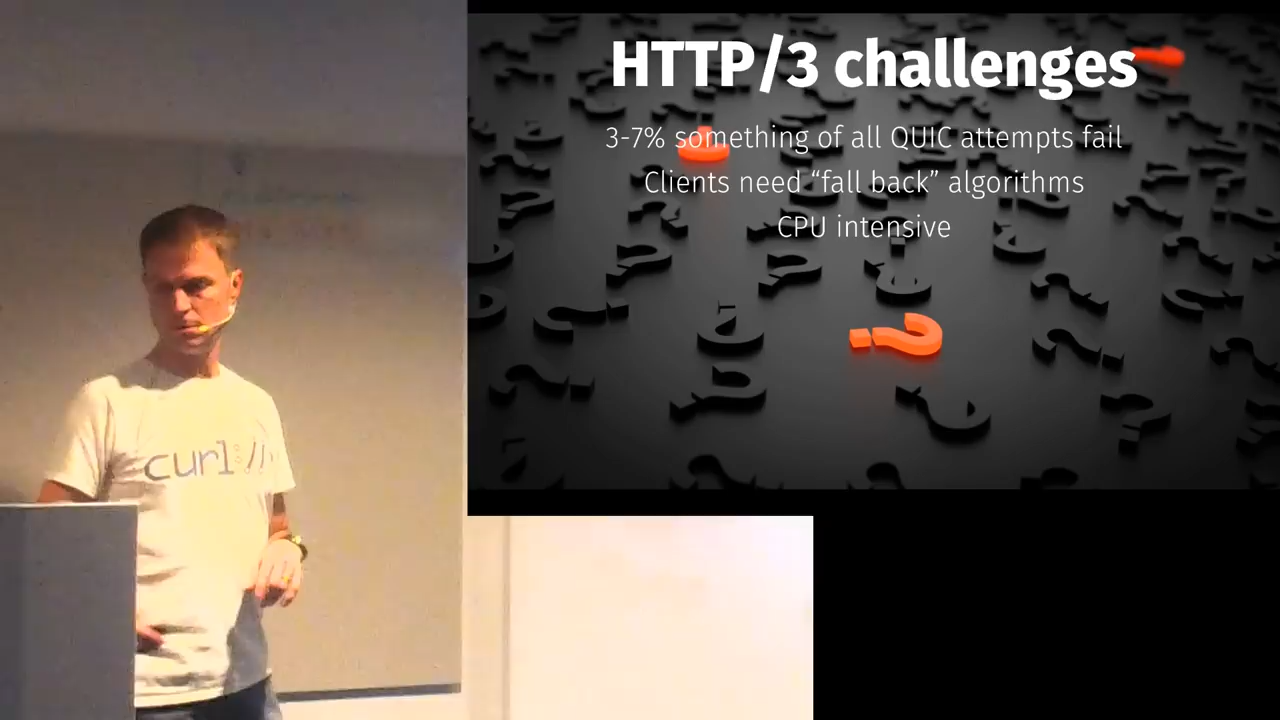 HTTP/3 challenges
3-7% something of all QUIC attempts fail
Clients need “fall back” algorithms
CPU intensive
curl://